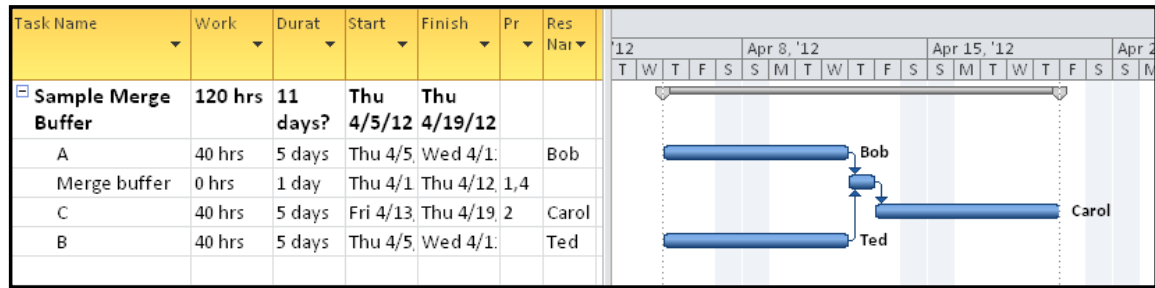 Task Name Work Durat Start Finish Pr Res
Nar
'12 Apr 8, '12 Apr 15, '12 Apr 2
T W T F S S M T W T F S S M T W T F S S M
Sample Merge 120 hrs 11 Thu Thu
Buffer days? 4/5/12 4/19/12
A 40 hrs 5 days Thu 4/5, Wed 4/1: Bob
Merge buffer 0 hrs 1 day Thu 4/1 Thu 4/12, 1,4
C 40 hrs 5 days Fri 4/13, Thu 4/19, 2 Carol
B 40 hrs 5 days Thu 4/5, Wed 4/1: Ted
Bob
Carol
Ted